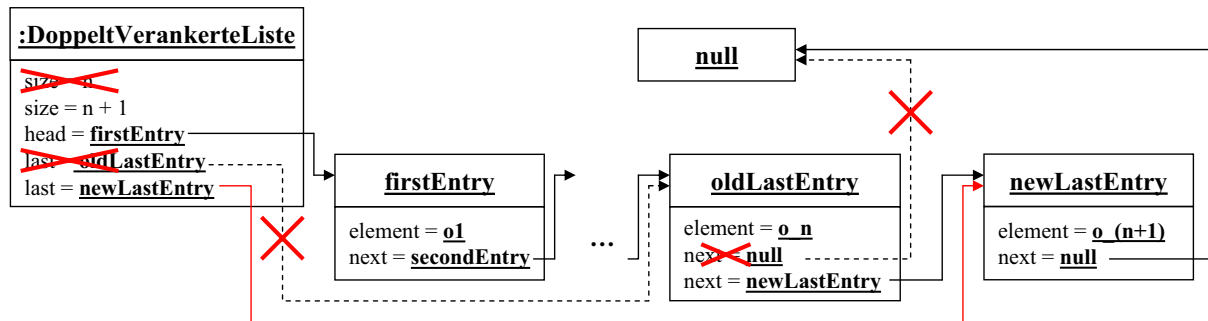 :DoppeltVerankerteListe
size = n
size = n + 1
head = firstEntry
last = oldLastEntry
last = newLastEntry
null
firstEntry
element = o1
next = secondEntry
...
oldLastEntry
element = o_n
next = null
next = newLastEntry
newLastEntry
element = o_(n+1)
next = null